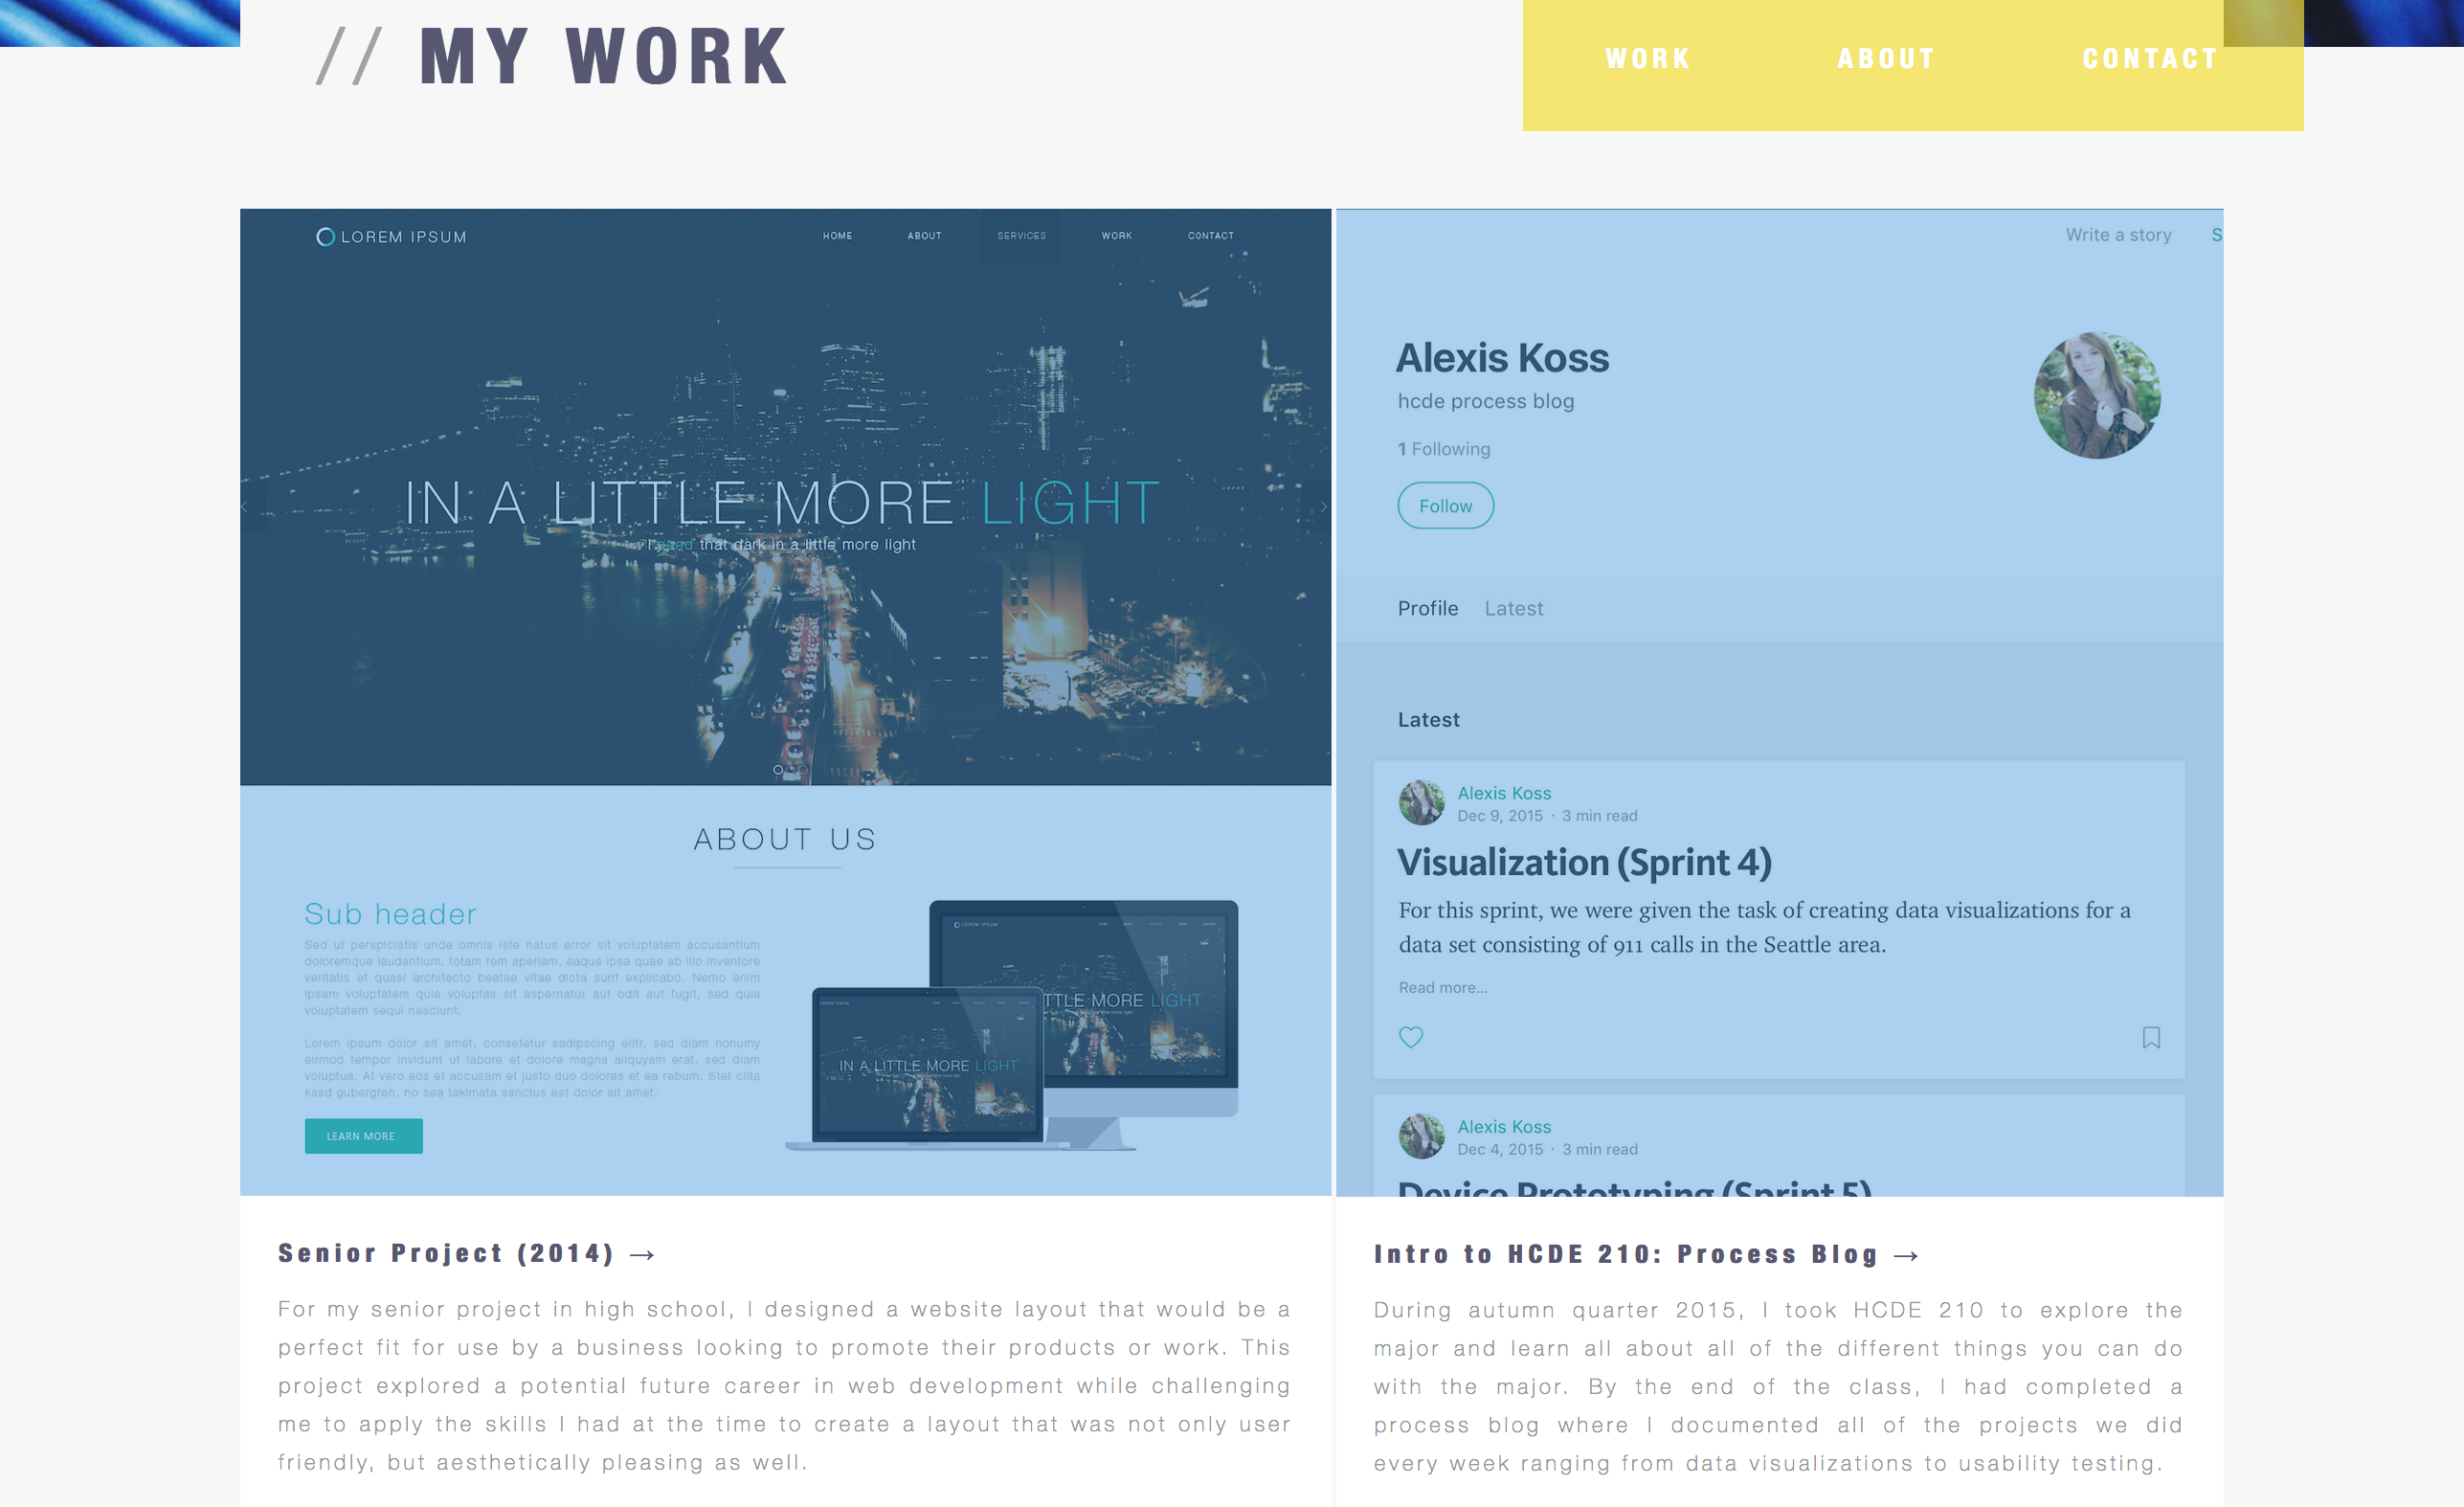 // MY WORK
WORK ABOUT CONTACT
LOREM IPSUM
HOME ABOUT SERVICES WORK CONTACT
IN A LITTLE MORE LIGHT
I need that dark in a little more light
ABOUT US
Sub header
Sed ut perspiciatis unde omnis iste natus error sit voluptatem accusantium
doloremque laudantium, totam rem aperiam, eaque ipsa quae ab illo inventore
veritatis et quasi architecto beatae vitae dicta sunt explicabo. Nemo enim
ipsam voluptatem quia voluptas sit aspernatur aut odit aut fugit, sed quia
voluptatem sequi nesciunt.
Lorem ipsum dolor sit amet, consetetur sadipscing elitr, sed diam nonumy
eirmod tempor invidunt ut labore et dolore magna aliquyam erat, sed diam
voluptua. At vero eos et accusam et justo duo dolores et ea rebum. Stet clita
kasd gubergren, no sea takimata sanctus est dolor sit amet.
LEARN MORE
LOREM IPSUM
TTLE MORE LIGHT
IN A LITTLE MORE LIGHT
Senior Project (2014) →
For my senior project in high school, I designed a website layout that would be a
perfect fit for use by a business looking to promote their products or work. This
project explored a potential future career in web development while challenging
me to apply the skills I had at the time to create a layout that was not only user
friendly, but aesthetically pleasing as well.
Write a story S
Alexis Koss
hcde process blog
1 Following
Follow
Profile Latest
Latest
Alexis Koss
Dec 9, 2015 · 3 min read
Visualization (Sprint 4)
For this sprint, we were given the task of creating data visualizations for a
data set consisting of 911 calls in the Seattle area.
Read more...
Alexis Koss
Dec 4, 2015 · 3 min read
Device Prototyping (Sprint 5)
Intro to HCDE 210: Process Blog →
During autumn quarter 2015, I took HCDE 210 to explore the
major and learn all about all of the different things you can do
with the major. By the end of the class, I had completed a
process blog where I documented all of the projects we did
every week ranging from data visualizations to usability testing.